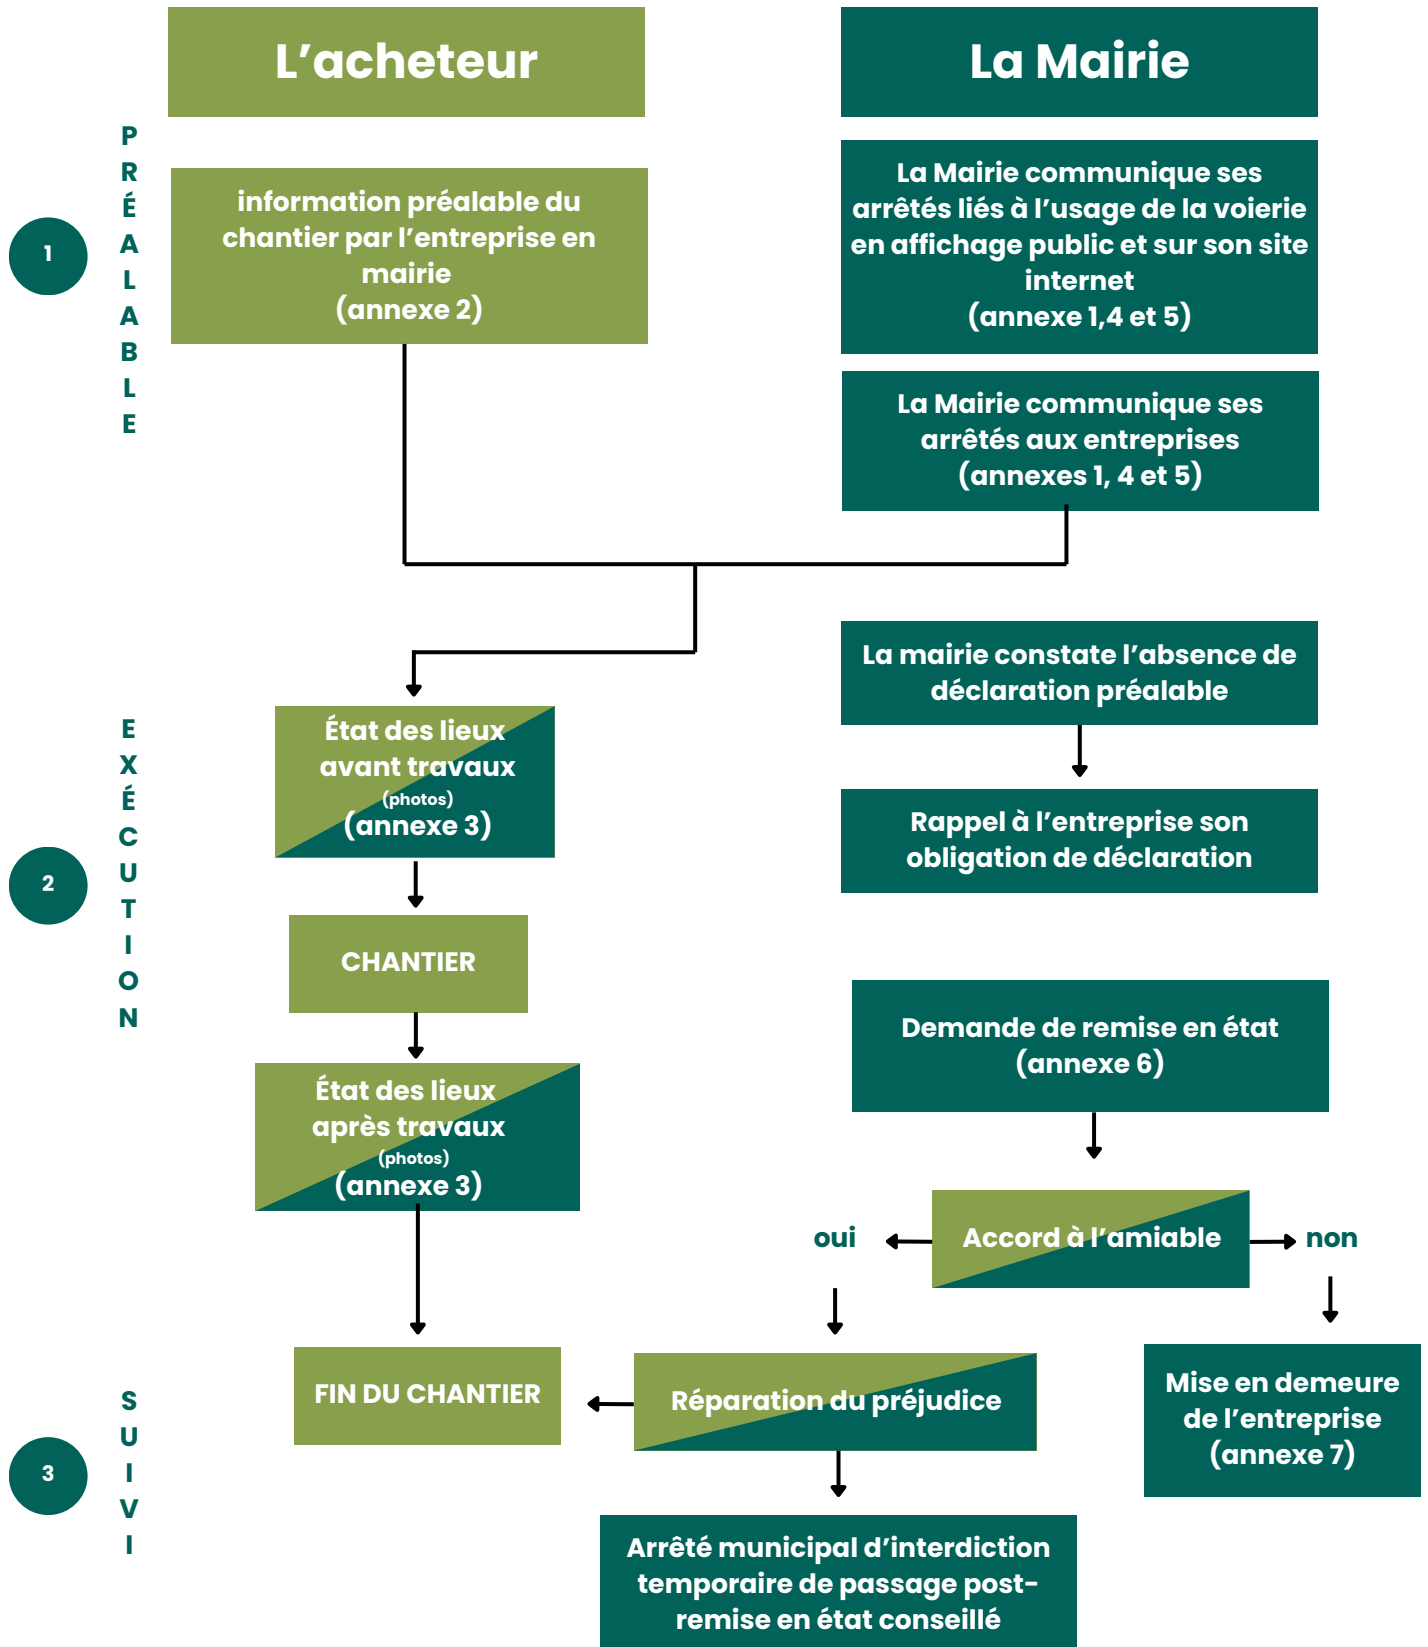 L’acheteur
La Mairie
PRÉALABLE
1
information préalable du
chantier par l’entreprise en
mairie
(annexe 2)
La Mairie communique ses
arrêtés liés à l’usage de la voierie
en affichage public et sur son site
internet
(annexe 1,4 et 5)
La Mairie communique ses
arrêtés aux entreprises
(annexes 1, 4 et 5)
EXÉCUTION
2
État des lieux
avant travaux
(photos)
(annexe 3)
CHANTIER
État des lieux
après travaux
(photos)
(annexe 3)
La mairie constate l’absence de
déclaration préalable
Rappel à l’entreprise son
obligation de déclaration
Demande de remise en état
(annexe 6)
oui
Accord à l’amiable
non
SUIVI
3
FIN DU CHANTIER
Réparation du préjudice
Mise en demeure
de l’entreprise
(annexe 7)
Arrêté municipal d’interdiction
temporaire de passage post-
remise en état conseillé